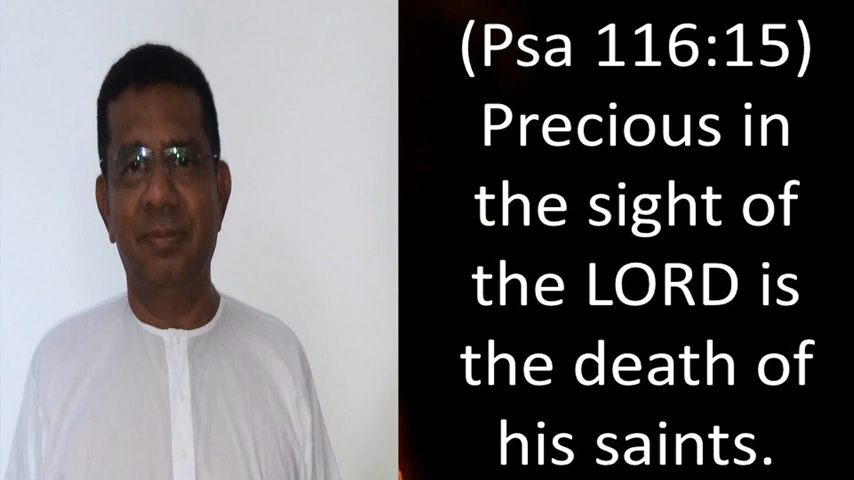 (Psa 116:15)
Precious in
the sight of
the LORD is
the death of
his saints.